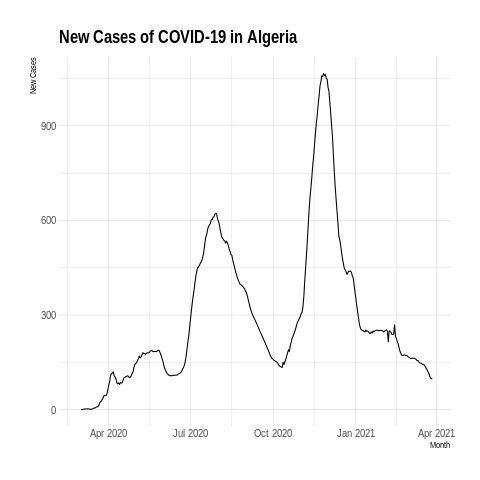 New Cases of COVID-19 in Algeria
New Cases
900
600
300
0
Apr 2020 Jul 2020 Oct 2020 Jan 2021 Apr 2021
Month